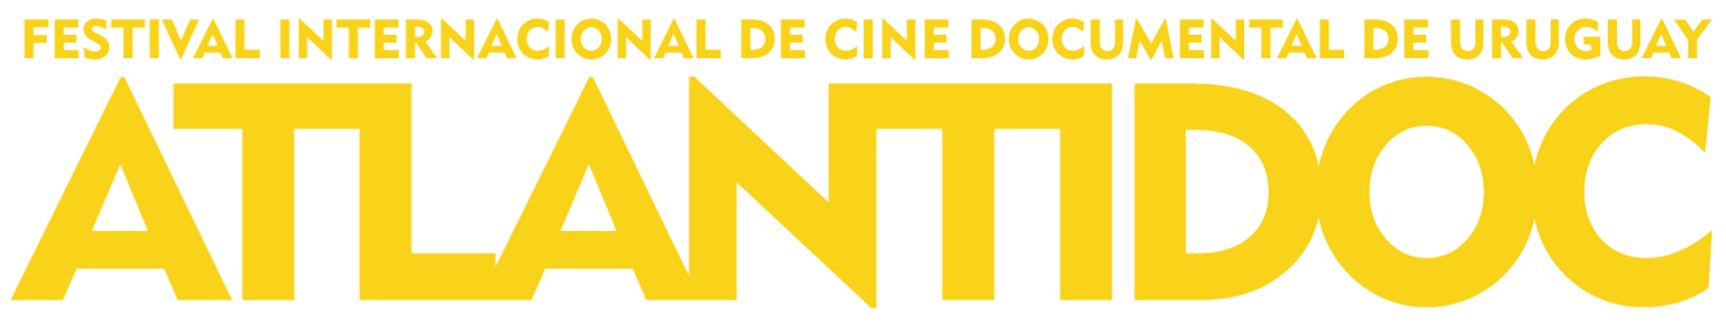 FESTIVAL INTERNACIONAL DE CINE DOCUMENTAL DE URUGUAY
ATLANTIDOC